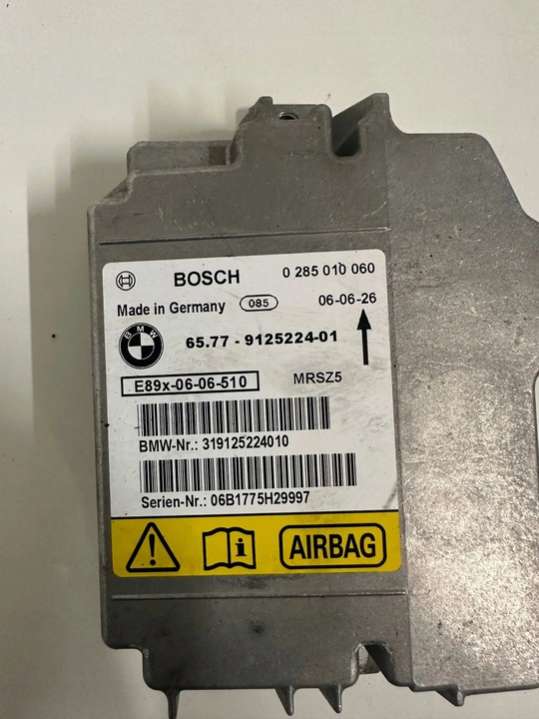 BOSCH 0 285 010 060
Made in Germany 085 06-06-26
BMW 65.77 - 9125224-01
E89x-06-06-510 MRSZ5
BMW-Nr.: 319125224010
Serien-Nr.: 06B1775H29997
AIRBAG